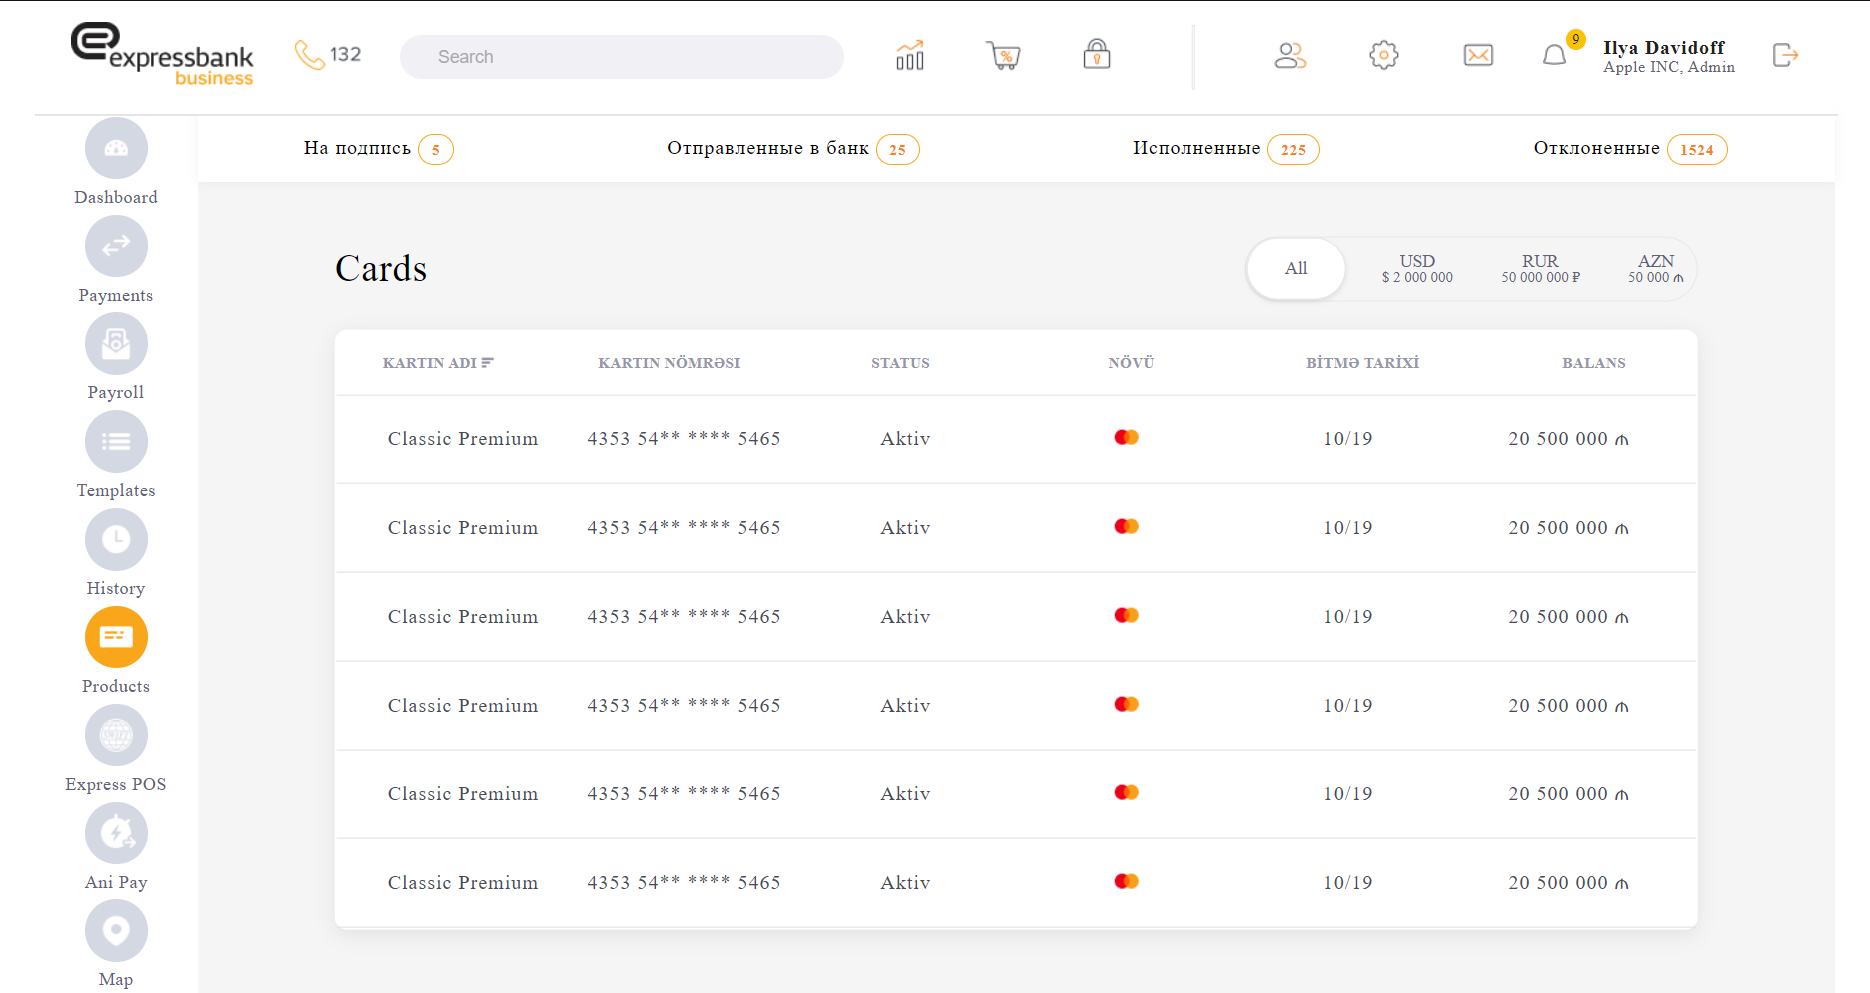 expressbank
business
132
Search
9
Ilya Davidoff
Apple INC, Admin
На подпись 5
Отправленные в банк 25
Исполненные 225
Отклоненные 1524
Dashboard
Payments
Payroll
Templates
History
Products
Express POS
Ani Pay
Map
Cards
All
USD
$ 2 000 000
RUR
50 000 000 ₽
AZN
50 000 ₼
KARTIN ADI KARTIN NÖMRƏSI STATUS NÖVÜ BİTMƏ TARİXİ BALANS
Classic Premium 4353 54** **** 5465 Aktiv 10/19 20 500 000 ₼
Classic Premium 4353 54** **** 5465 Aktiv 10/19 20 500 000 ₼
Classic Premium 4353 54** **** 5465 Aktiv 10/19 20 500 000 ₼
Classic Premium 4353 54** **** 5465 Aktiv 10/19 20 500 000 ₼
Classic Premium 4353 54** **** 5465 Aktiv 10/19 20 500 000 ₼
Classic Premium 4353 54** **** 5465 Aktiv 10/19 20 500 000 ₼